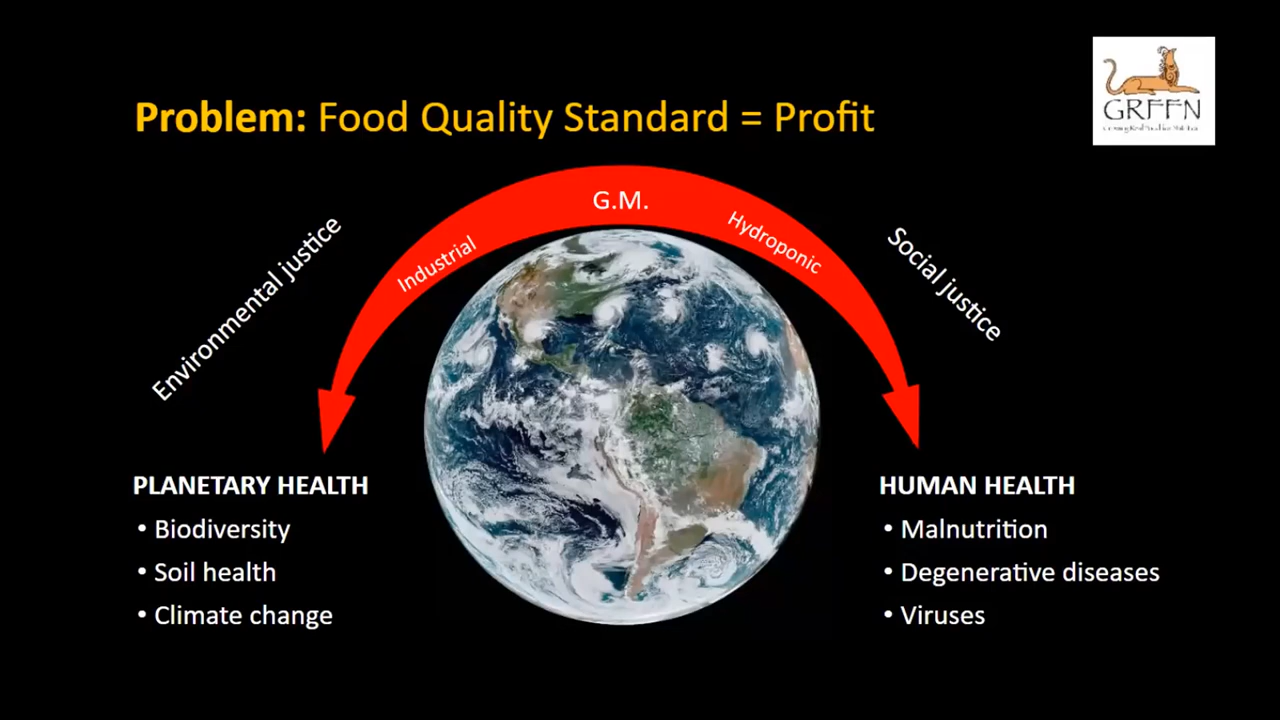 Problem: Food Quality Standard = Profit
GRFFN
G.M.
Industrial
Hydroponic
Environmental justice
Social justice
PLANETARY HEALTH
• Biodiversity
• Soil health
• Climate change
HUMAN HEALTH
• Malnutrition
• Degenerative diseases
• Viruses